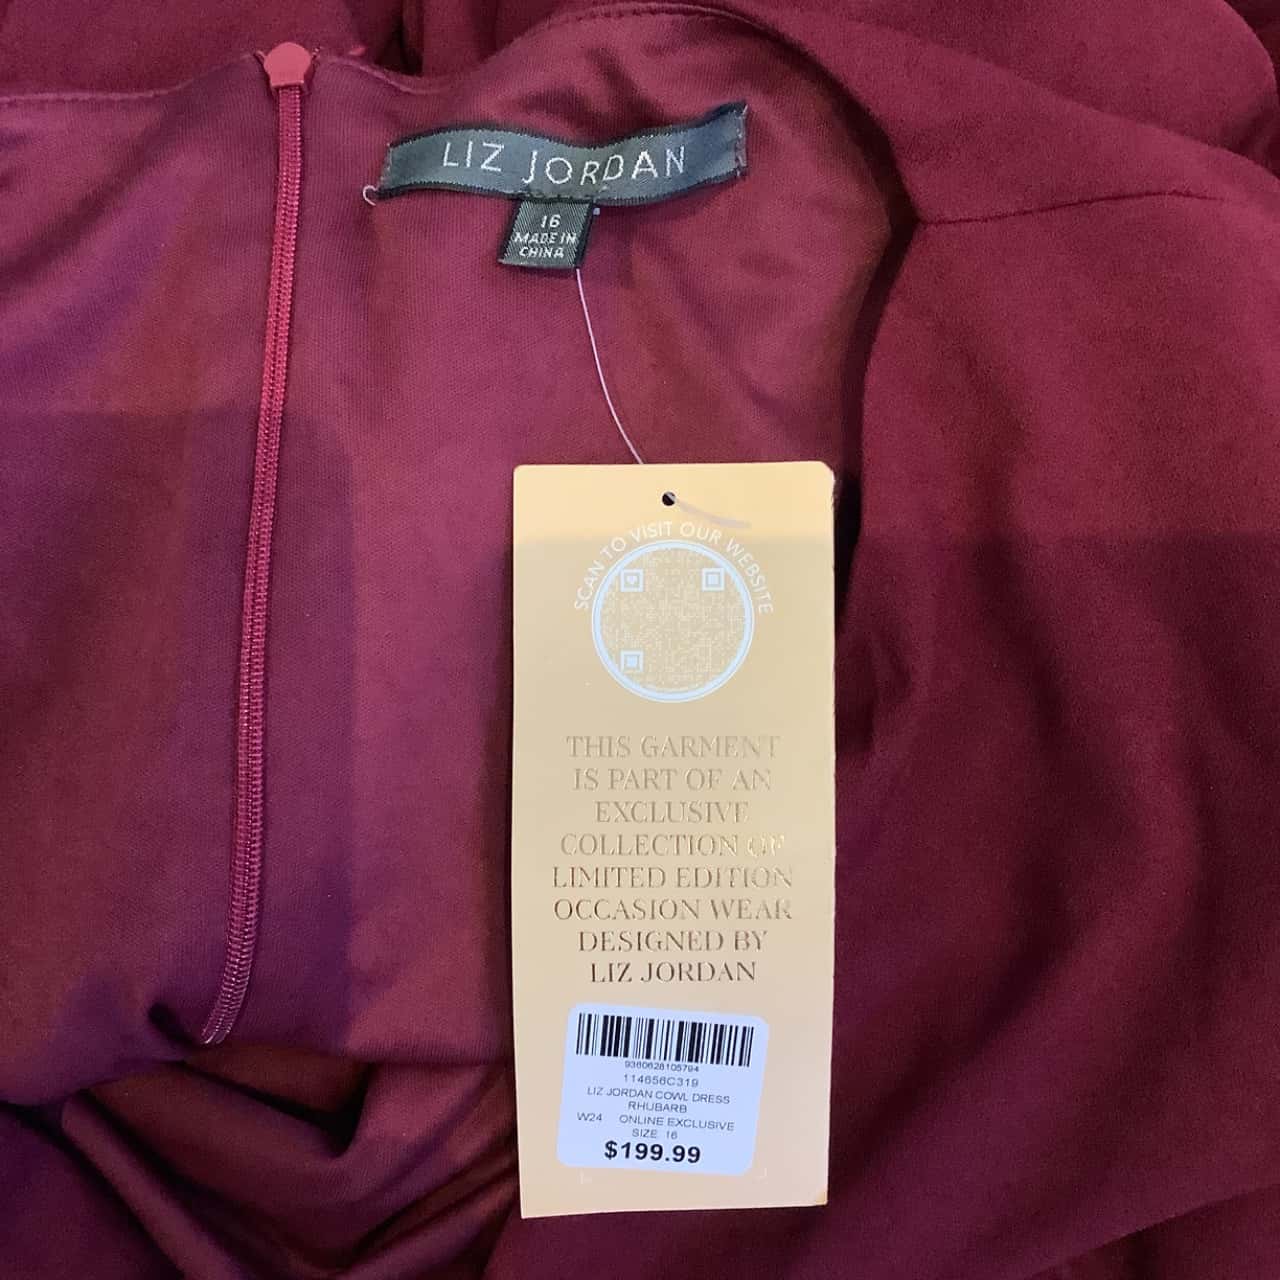 LIZ JORDAN
16
MADE IN
CHINA
SCAN TO VISIT OUR WEBSITE
THIS GARMENT
IS PART OF AN
EXCLUSIVE
COLLECTION OF
LIMITED EDITION
OCCASION WEAR
DESIGNED BY
LIZ JORDAN
9360628105794
114656C319
LIZ JORDAN COWL DRESS
RHUBARB
W24 ONLINE EXCLUSIVE
SIZE 16
$199.99